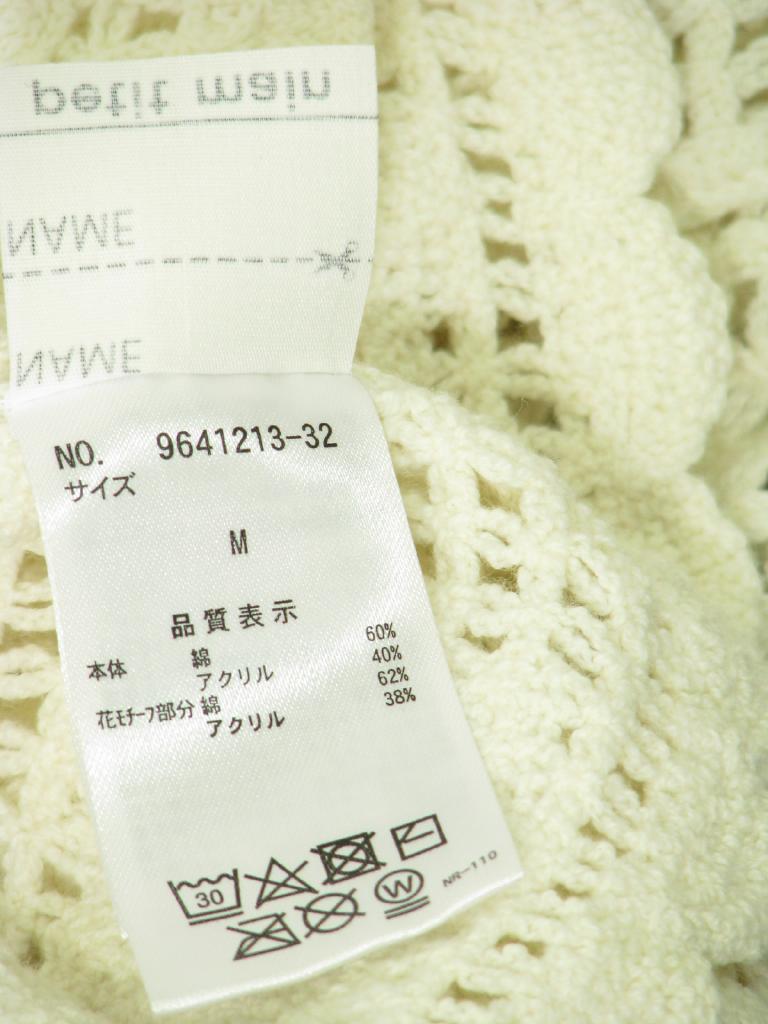 petit main
NAME
NAME
NO. 9641213-32
サイズ
M
品質表示
本体 綿 60%
アクリル 40%
花モチーフ部分 綿 62%
アクリル 38%
30
W
NR-110